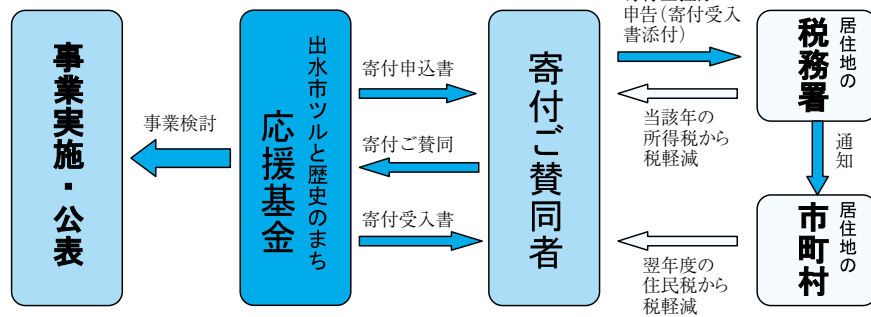 事業実施・公表
事業検討
出水市ツルと歴史のまち
応援基金
寄付申込書
寄付ご賛同
寄付受入書
寄付ご賛同者
申告(寄付受入
書添付)
当該年の
所得税から
税軽減
翌年度の
住民税から
税軽減
居住地の
税務署
通知
居住地の
市町村